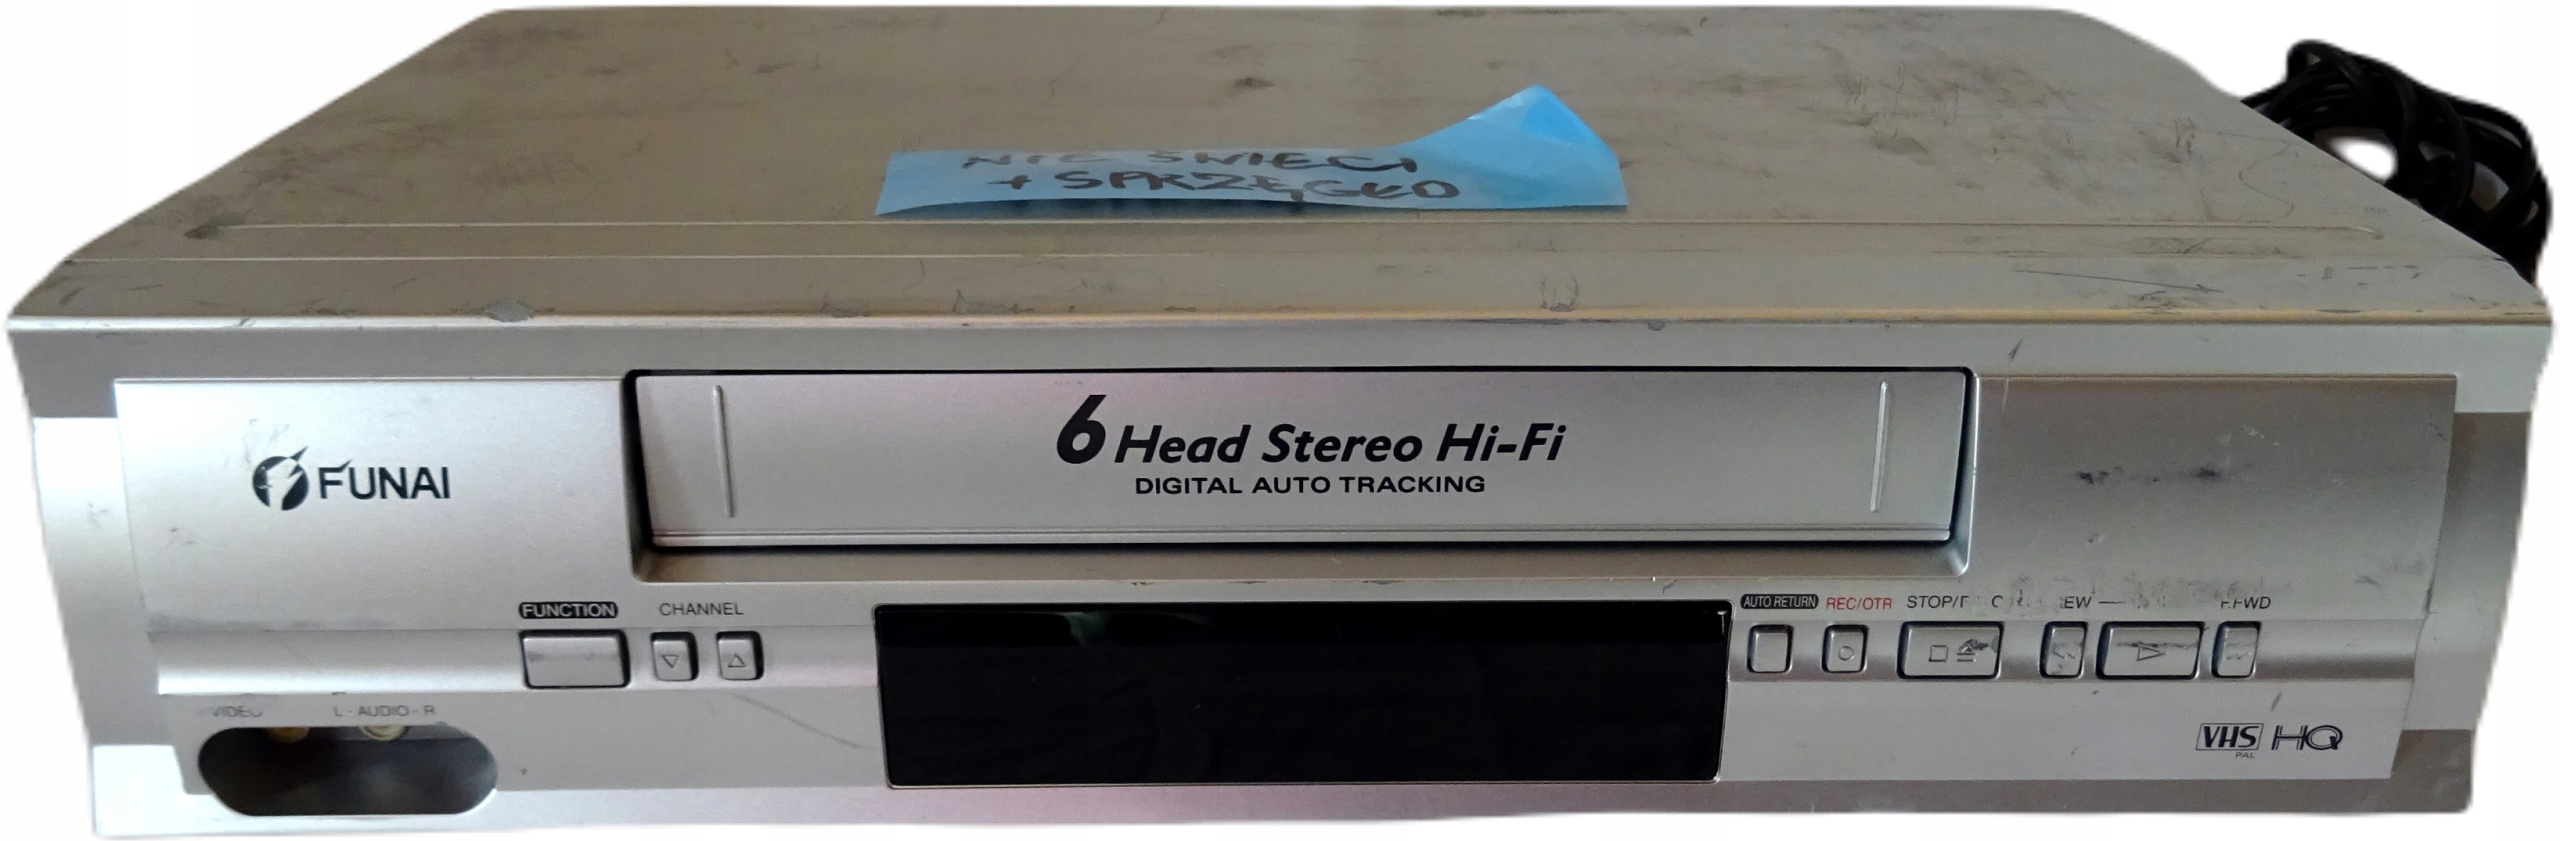 NIE ŚWIECI
+ SPRZĘGŁO
6 Head Stereo Hi-Fi
DIGITAL AUTO TRACKING
FUNAI
FUNCTION
CHANNEL
AUTO RETURN
REC/OTR
STOP/
F.FWD
VIDEO
L - AUDIO - R
VHS
PAL
HQ